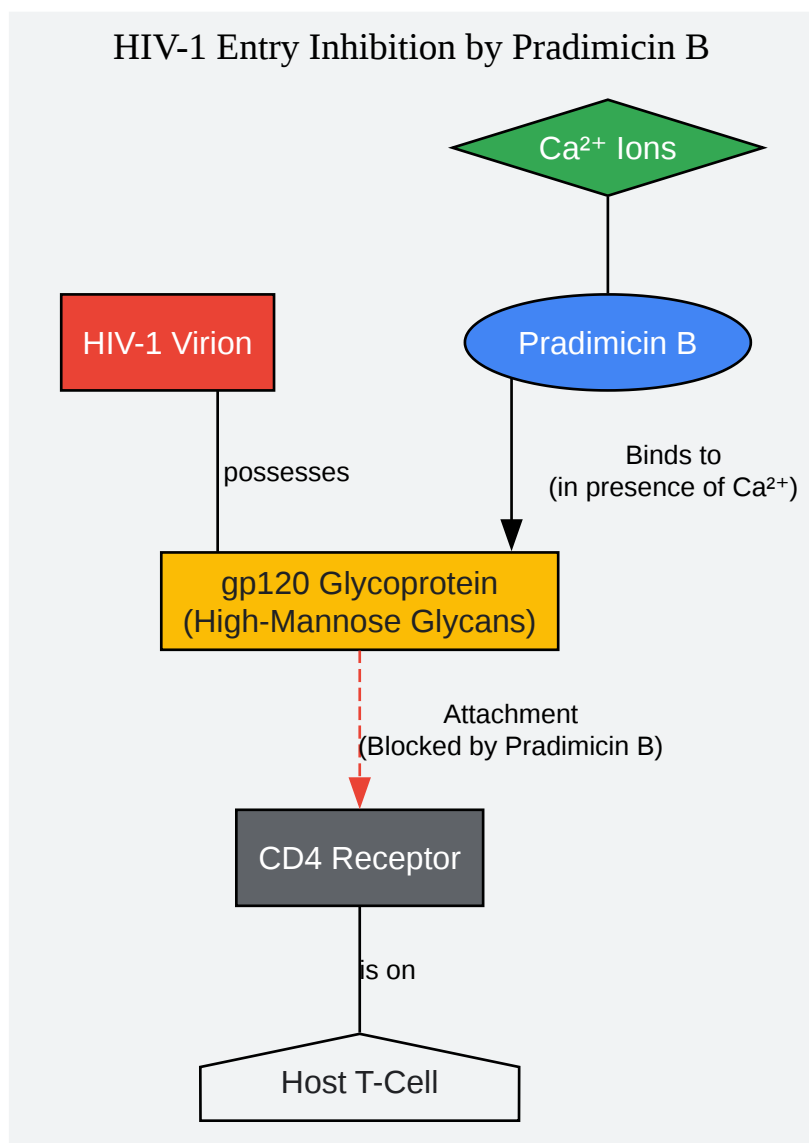 HIV-1 Entry Inhibition by Pradimicin B
Ca²⁺ Ions
HIV-1 Virion
Pradimicin B
possesses
Binds to
(in presence of Ca²⁺)
gp120 Glycoprotein
(High-Mannose Glycans)
Attachment
(Blocked by Pradimicin B)
CD4 Receptor
is on
Host T-Cell